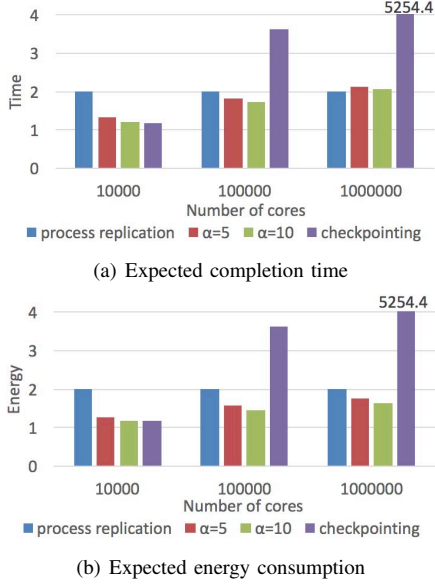 5254.4
4
3
2
1
0
Time
10000 100000 1000000
Number of cores
process replication α=5 α=10 checkpointing
(a) Expected completion time
5254.4
4
3
2
1
0
Energy
10000 100000 1000000
Number of cores
process replication α=5 α=10 checkpointing
(b) Expected energy consumption